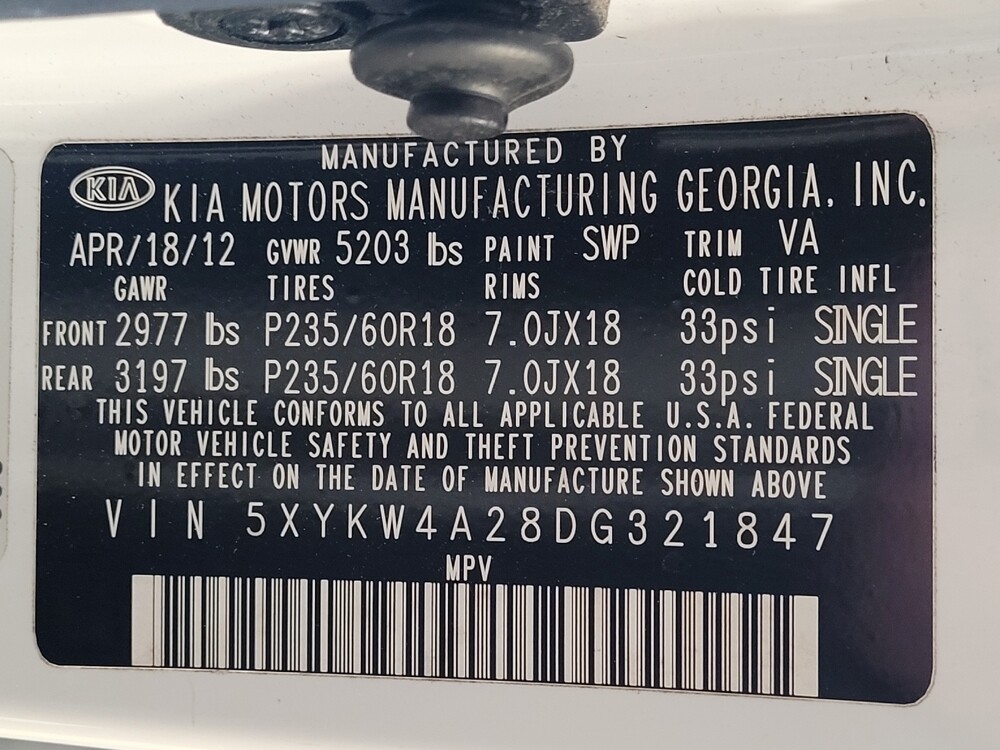 MANUFACTURED BY
KIA KIA MOTORS MANUFACTURING GEORGIA, INC.
APR/18/12 GVWR 5203 lbs PAINT SWP TRIM VA
GAWR TIRES RIMS COLD TIRE INFL
FRONT 2977 lbs P235/60R18 7.0JX18 33psi SINGLE
REAR 3197 lbs P235/60R18 7.0JX18 33psi SINGLE
THIS VEHICLE CONFORMS TO ALL APPLICABLE U.S.A. FEDERAL
MOTOR VEHICLE SAFETY AND THEFT PREVENTION STANDARDS
IN EFFECT ON THE DATE OF MANUFACTURE SHOWN ABOVE
VIN 5XYKW4A28DG321847
MPV